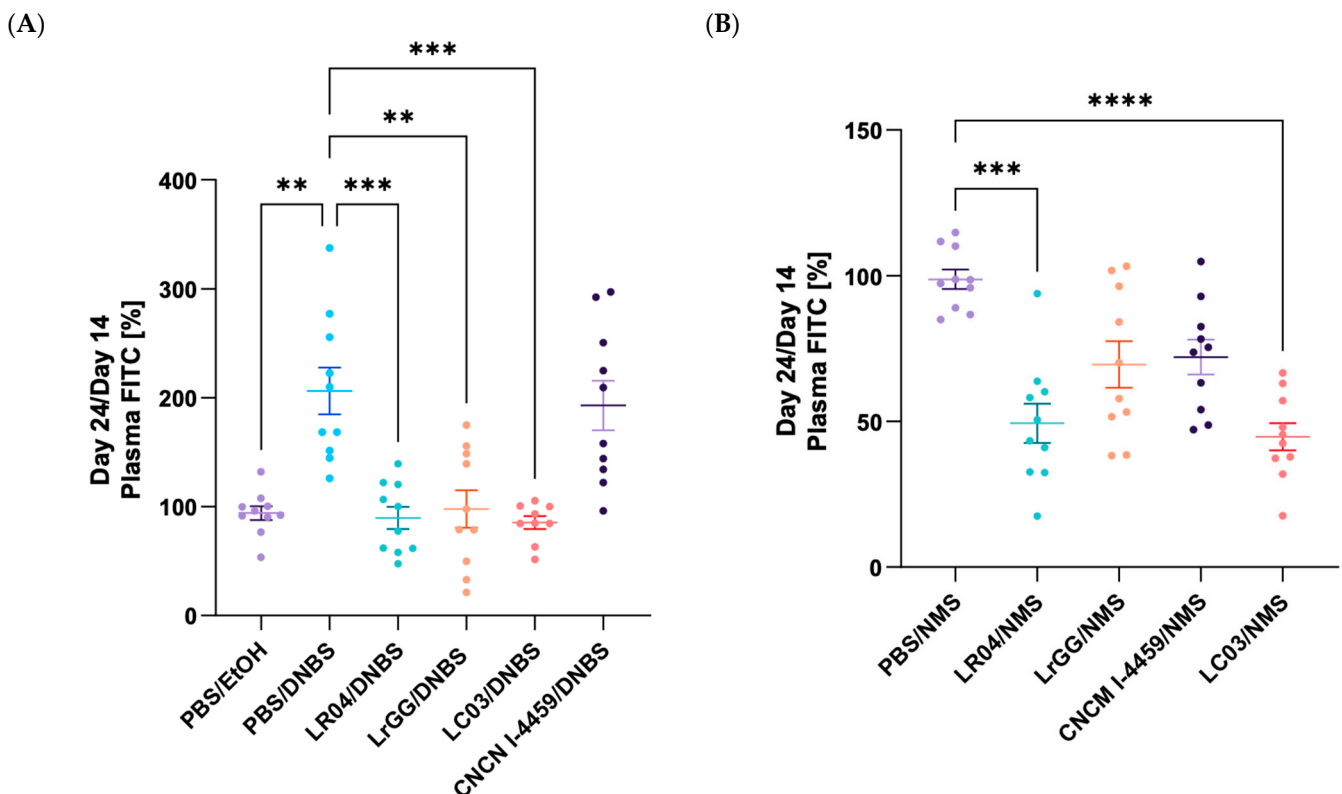 (A)
***
**
** ***
400
300
200
100
0
Day 24/Day 14
Plasma FITC [%]
PBS/EtOH
PBS/DNBS
LR04/DNBS
LrGG/DNBS
LC03/DNBS
CNCN I-4459/DNBS
(B)
****
***
150
100
50
0
Day 24/Day 14
Plasma FITC [%]
PBS/NMS
LR04/NMS
LrGG/NMS
CNCM I-4459/NMS
LC03/NMS